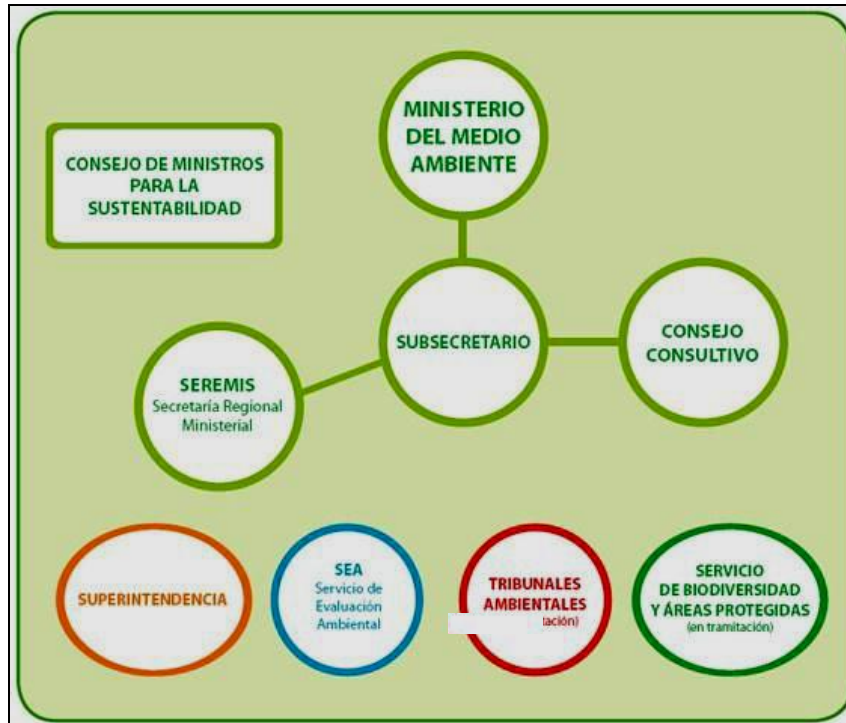 MINISTERIO
DEL MEDIO
AMBIENTE
CONSEJO DE MINISTROS
PARA LA
SUSTENTABILIDAD
SUBSECRETARIO
CONSEJO
CONSULTIVO
SEREMIS
Secretaría Regional
Ministerial
SUPERINTENDENCIA
SEA
Servicio de
Evaluación
Ambiental
TRIBUNALES
AMBIENTALES
ación)
SERVICIO
DE BIODIVERSIDAD
Y ÁREAS PROTEGIDAS
(en tramitación)